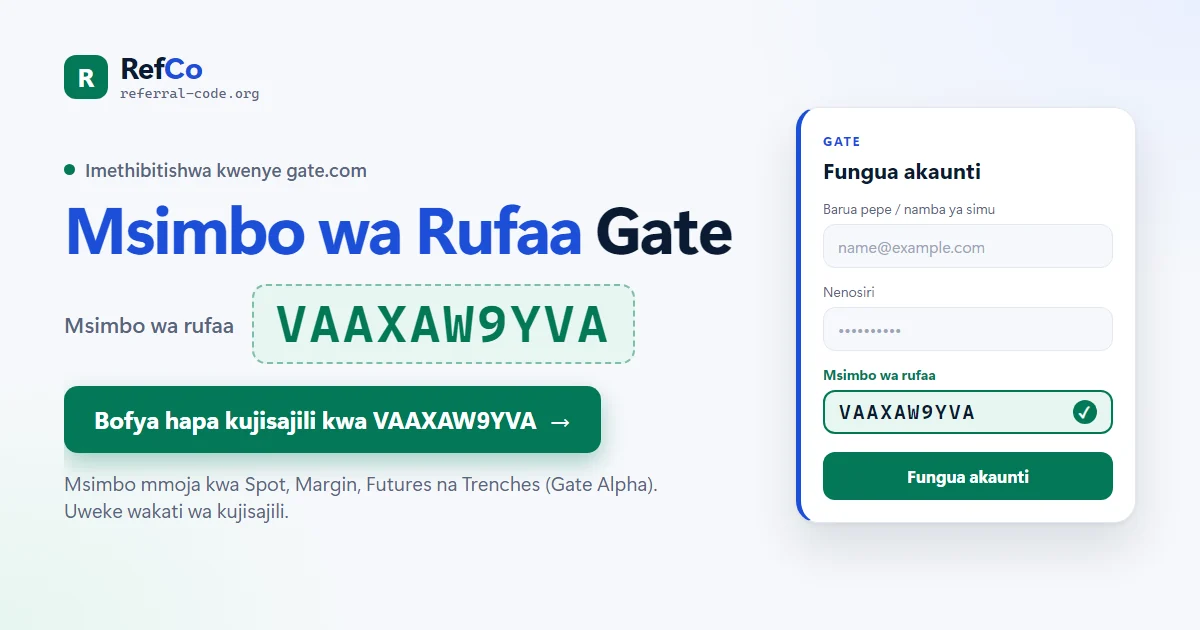 R RefCo
referral-code.org
Imethibitishwa kwenye gate.com
Msimbo wa Rufaa Gate
Msimbo wa rufaa VAAXAW9YVA
Bofya hapa kujisajili kwa VAAXAW9YVA →
Msimbo mmoja kwa Spot, Margin, Futures na Trenches (Gate Alpha).
Uweke wakati wa kujisajili.
GATE
Fungua akaunti
Barua pepe / namba ya simu
name@example.com
Nenosiri
••••••••••
Msimbo wa rufaa
VAAXAW9YVA ✓
Fungua akaunti